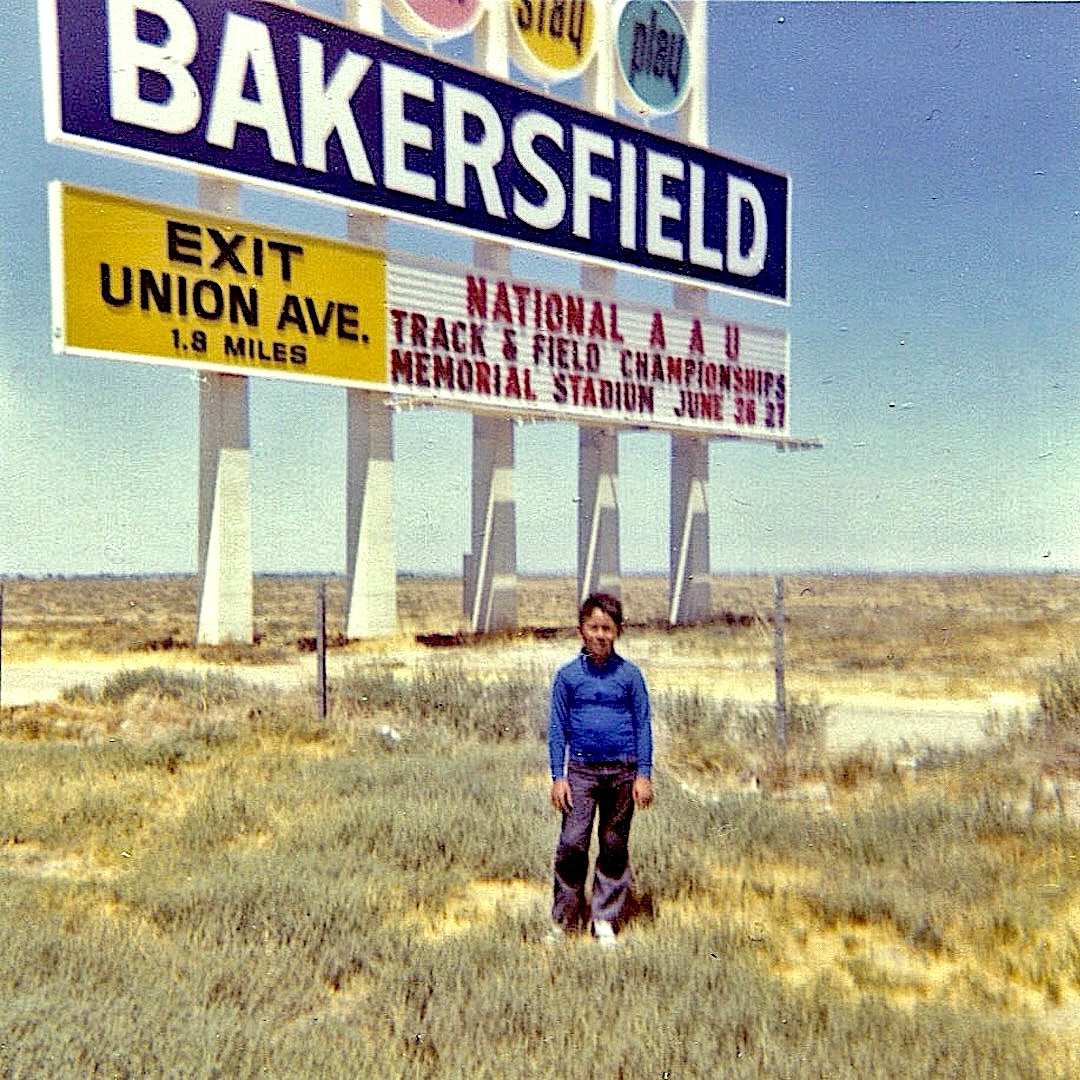 stay
play
BAKERSFIELD
EXIT
UNION AVE.
1.8 MILES
NATIONAL A A U
TRACK & FIELD CHAMPIONSHIPS
MEMORIAL STADIUM JUNE 26 27